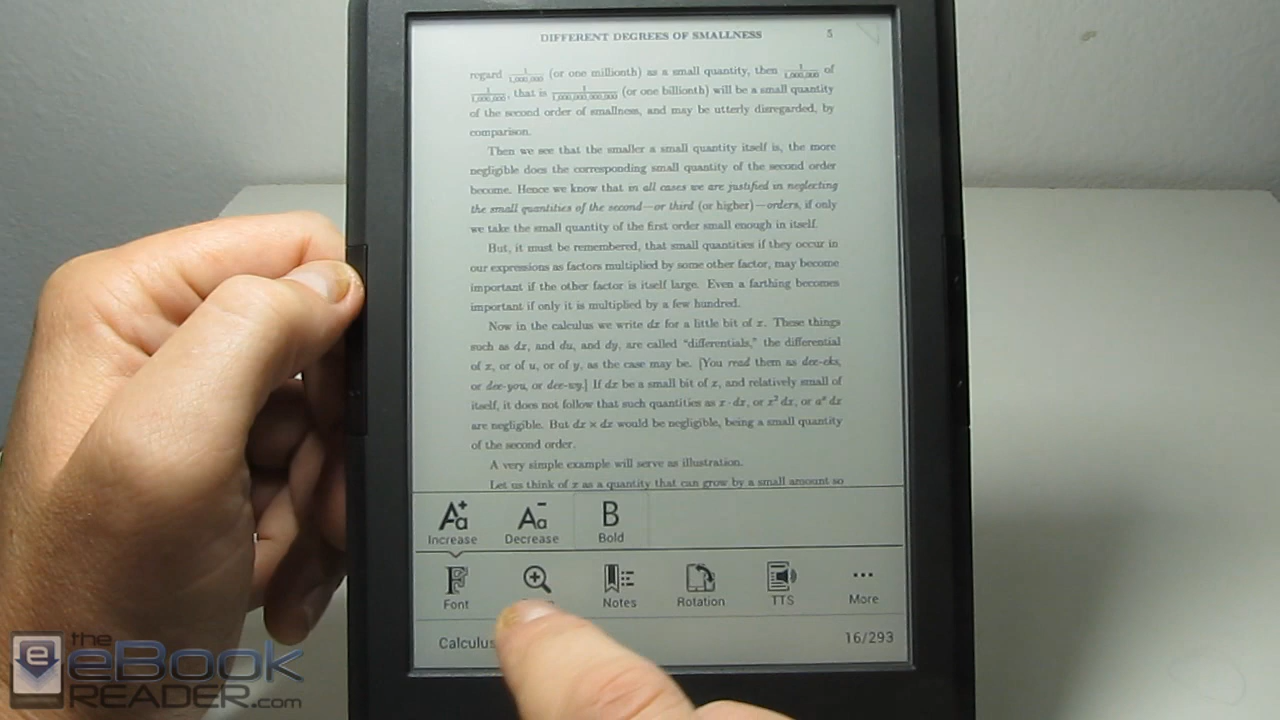 DIFFERENT DEGREES OF SMALLNESS 5
regard 1/1,000,000 (or one millionth) as a small quantity, then 1/1,000,000 of
1/1,000,000, that is 1/1,000,000,000,000 (or one billionth) will be a small quantity
of the second order of smallness, and may be utterly disregarded, by
comparison.
Then we see that the smaller a small quantity itself is, the more
negligible does the corresponding small quantity of the second order
become. Hence we know that in all cases we are justified in neglecting
the small quantities of the second—or third (or higher)—orders, if only
we take the small quantity of the first order small enough in itself.
But, it must be remembered, that small quantities if they occur in
our expressions as factors multiplied by some other factor, may become
important if the other factor is itself large. Even a farthing becomes
important if only it is multiplied by a few hundred.
Now in the calculus we write dx for a little bit of x. These things
such as dx, and du, and dy, are called “differentials,” the differential
of x, or of u, or of y, as the case may be. [You read them as dee-eks,
or dee-you, or dee-wy.] If dx be a small bit of x, and relatively small of
itself, it does not follow that such quantities as x · dx, or x² dx, or aˣ dx
are negligible. But dx × dx would be negligible, being a small quantity
of the second order.
A very simple example will serve as illustration.
Let us think of x as a quantity that can grow by a small amount so
Increase Decrease Bold
Font Notes Rotation TTS More
Calculus 16/293
the
eBook
READER.com